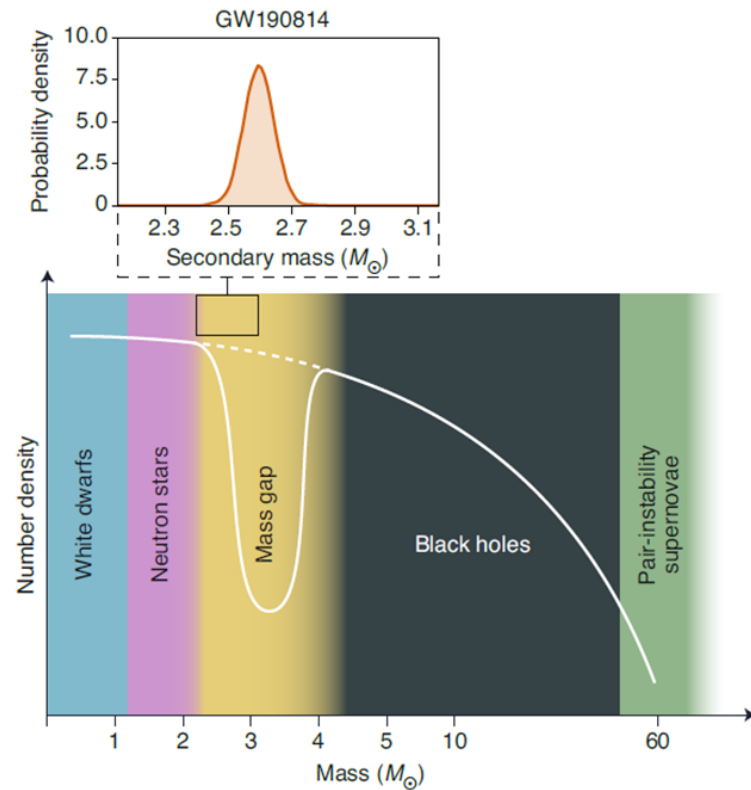 GW190814
Probability density
10.0
7.5
5.0
2.5
0
2.3 2.5 2.7 2.9 3.1
Secondary mass (M☉)
Number density
White dwarfs
Neutron stars
Mass gap
Black holes
Pair-instability
supernovae
1 2 3 4 5 10 60
Mass (M☉)